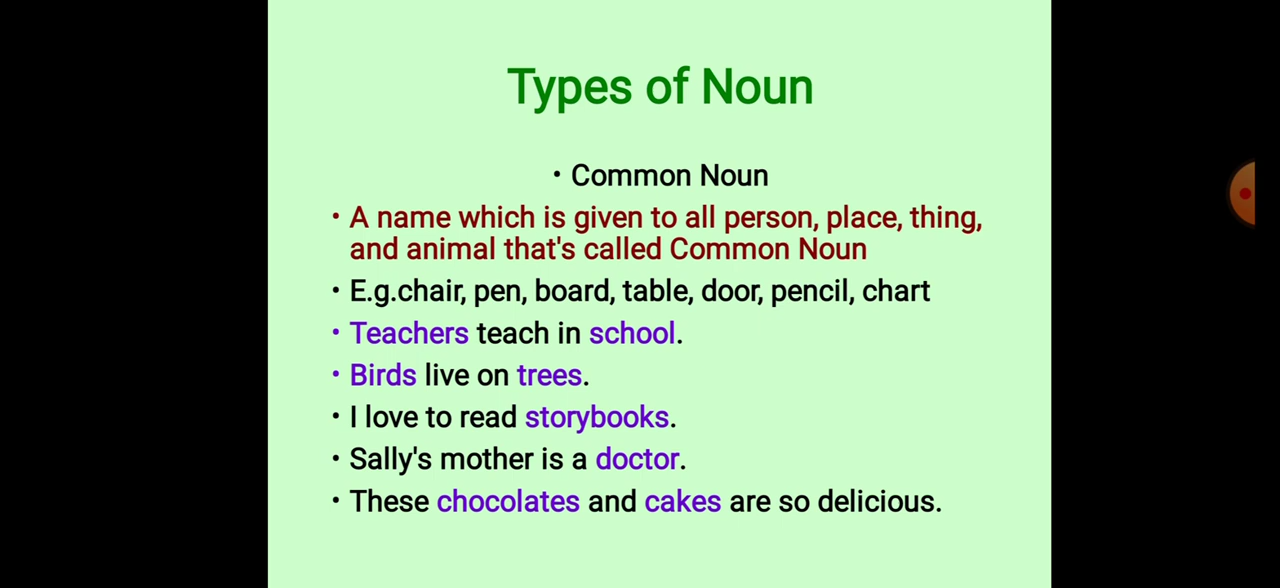 Types of Noun
• Common Noun
• A name which is given to all person, place, thing,
and animal that's called Common Noun
• E.g.chair, pen, board, table, door, pencil, chart
• Teachers teach in school.
• Birds live on trees.
• I love to read storybooks.
• Sally's mother is a doctor.
• These chocolates and cakes are so delicious.